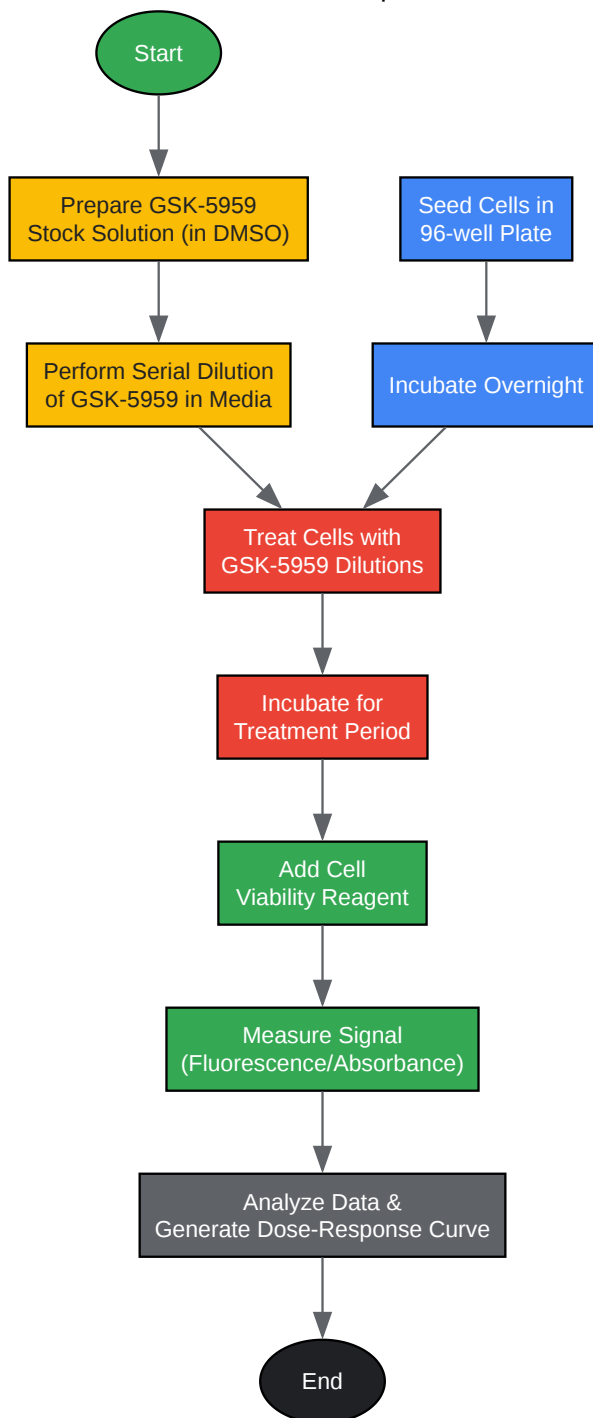 Start
Prepare GSK-5959
Stock Solution (in DMSO)
Seed Cells in
96-well Plate
Perform Serial Dilution
of GSK-5959 in Media
Incubate Overnight
Treat Cells with
GSK-5959 Dilutions
Incubate for
Treatment Period
Add Cell
Viability Reagent
Measure Signal
(Fluorescence/Absorbance)
Analyze Data &
Generate Dose-Response Curve
End